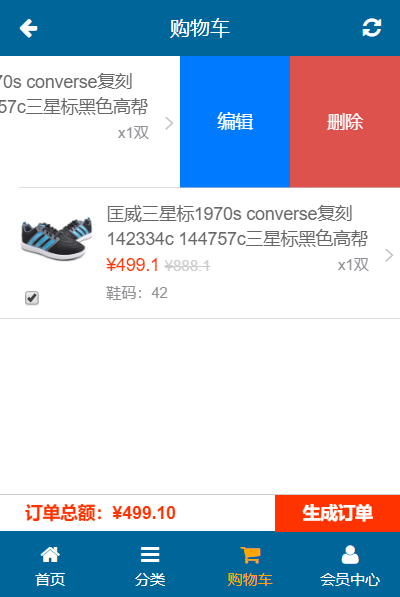 购物车
70s converse复刻
757c三星标黑色高帮
x1双
编辑
删除
匡威三星标1970s converse复刻
142334c 144757c三星标黑色高帮
¥499.1 ¥888.1
x1双
鞋码：42
订单总额：¥499.10
生成订单
首页
分类
购物车
会员中心